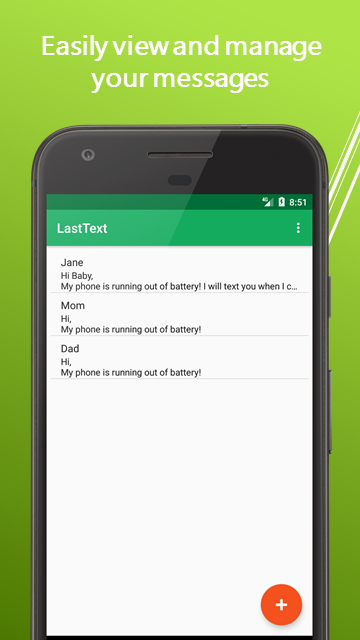 Easily view and manage
your messages
4G 8:51
LastText
Jane
Hi Baby,
My phone is running out of battery! I will text you when I c...
Mom
Hi,
My phone is running out of battery!
Dad
Hi,
My phone is running out of battery!
+